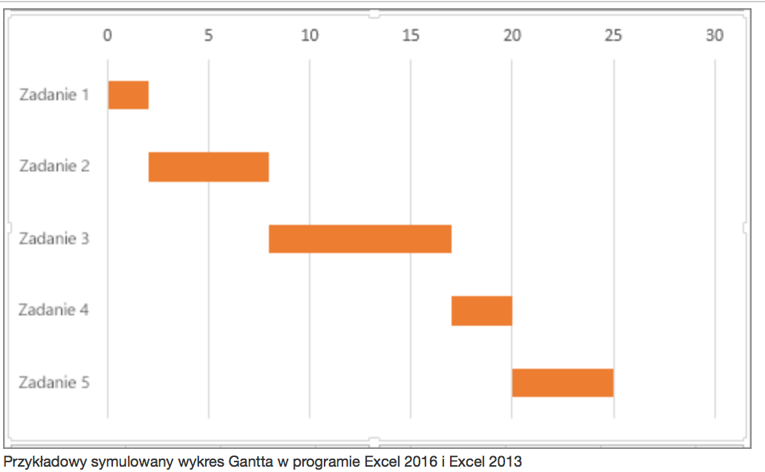 0 5 10 15 20 25 30
Zadanie 1
Zadanie 2
Zadanie 3
Zadanie 4
Zadanie 5
Przykładowy symulowany wykres Gantta w programie Excel 2016 i Excel 2013